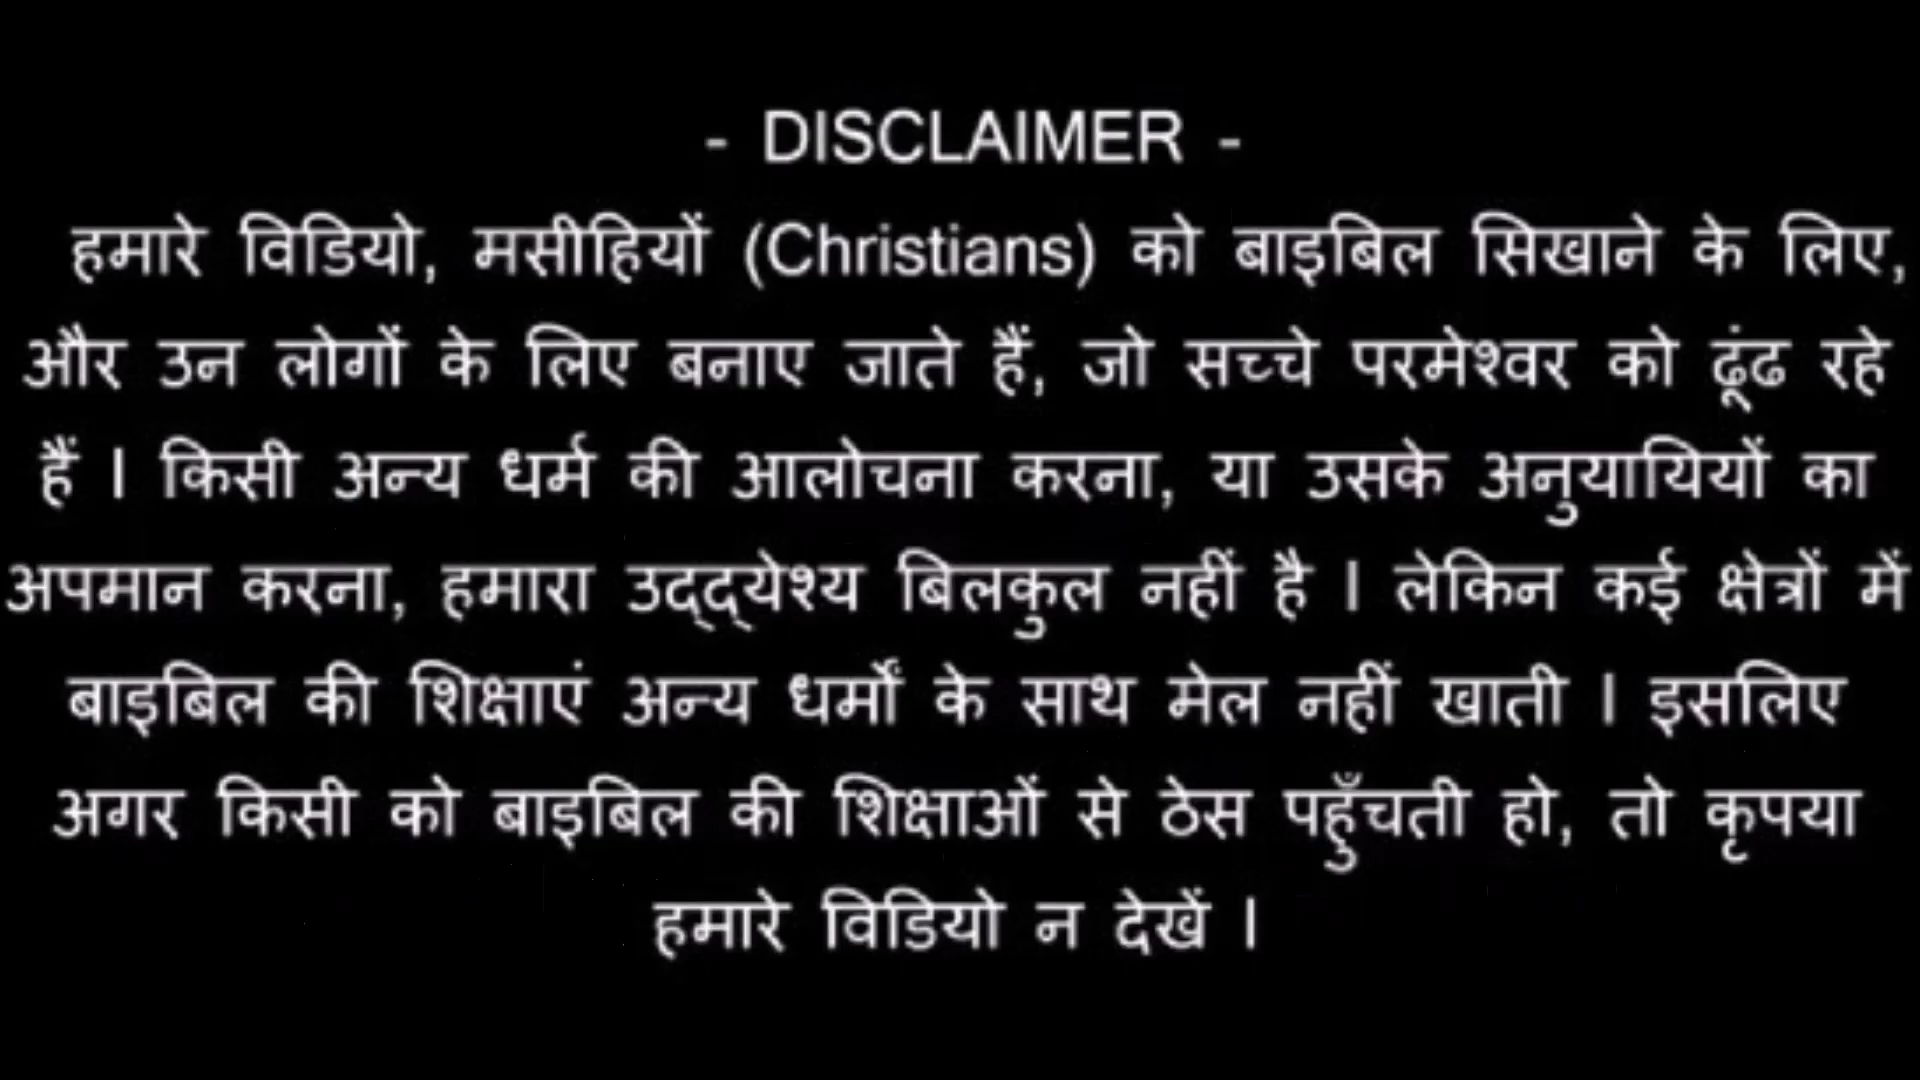 - DISCLAIMER -
हमारे विडियो, मसीहियों (Christians) को बाइबिल सिखाने के लिए,
और उन लोगों के लिए बनाए जाते हैं, जो सच्चे परमेश्वर को ढूंढ रहे
हैं । किसी अन्य धर्म की आलोचना करना, या उसके अनुयायियों का
अपमान करना, हमारा उद्द्येश्य बिलकुल नहीं है । लेकिन कई क्षेत्रों में
बाइबिल की शिक्षाएं अन्य धर्मों के साथ मेल नहीं खाती । इसलिए
अगर किसी को बाइबिल की शिक्षाओं से ठेस पहुँचती हो, तो कृपया
हमारे विडियो न देखें ।